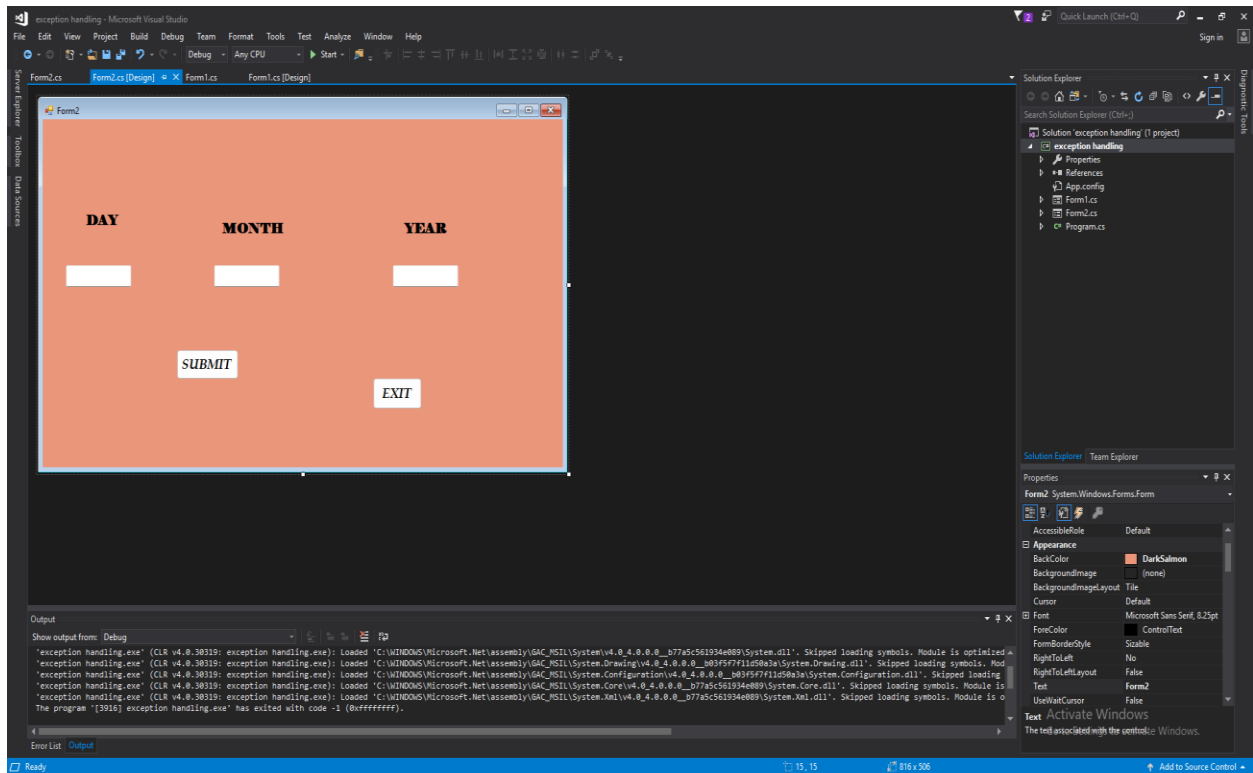 exception handling - Microsoft Visual Studio
2
Quick Launch (Ctrl+Q)
File Edit View Project Build Debug Team Format Tools Test Analyze Window Help
Sign in
Debug Any CPU Start
Form2.cs Form2.cs [Design] Form1.cs Form1.cs [Design]
Server Explorer
Toolbox
Data Sources
Form2
DAY
MONTH
YEAR
SUBMIT
EXIT
Solution Explorer
Search Solution Explorer (Ctrl+;)
Solution 'exception handling' (1 project)
exception handling
Properties
References
App.config
Form1.cs
Form2.cs
C# Program.cs
Solution Explorer Team Explorer
Diagnostic Tools
Properties
Form2 System.Windows.Forms.Form
AccessibleRole Default
Appearance
BackColor DarkSalmon
BackgroundImage (none)
BackgroundImageLayout Tile
Cursor Default
Font Microsoft Sans Serif, 8.25pt
ForeColor ControlText
FormBorderStyle Sizable
RightToLeft No
RightToLeftLayout False
Text Form2
UseWaitCursor False
Text
The text associated with the control.
Activate Windows
Output
Show output from: Debug
'exception handling.exe' (CLR v4.0.30319: exception handling.exe): Loaded 'C:\WINDOWS\Microsoft.Net\assembly\GAC_MSIL\System\v4.0_4.0.0.0__b77a5c561934e089\System.dll'. Skipped loading symbols. Module is optimized
'exception handling.exe' (CLR v4.0.30319: exception handling.exe): Loaded 'C:\WINDOWS\Microsoft.Net\assembly\GAC_MSIL\System.Drawing\v4.0_4.0.0.0__b03f5f7f11d50a3a\System.Drawing.dll'. Skipped loading symbols. Mod
'exception handling.exe' (CLR v4.0.30319: exception handling.exe): Loaded 'C:\WINDOWS\Microsoft.Net\assembly\GAC_MSIL\System.Configuration\v4.0_4.0.0.0__b03f5f7f11d50a3a\System.Configuration.dll'. Skipped loading
'exception handling.exe' (CLR v4.0.30319: exception handling.exe): Loaded 'C:\WINDOWS\Microsoft.Net\assembly\GAC_MSIL\System.Core\v4.0_4.0.0.0__b77a5c561934e089\System.Core.dll'. Skipped loading symbols. Module is
'exception handling.exe' (CLR v4.0.30319: exception handling.exe): Loaded 'C:\WINDOWS\Microsoft.Net\assembly\GAC_MSIL\System.Xml\v4.0_4.0.0.0__b77a5c561934e089\System.Xml.dll'. Skipped loading symbols. Module is o
The program '[3916] exception handling.exe' has exited with code -1 (0xffffffff).
Error List Output
Ready 15 , 15 816 x 506 Add to Source Control